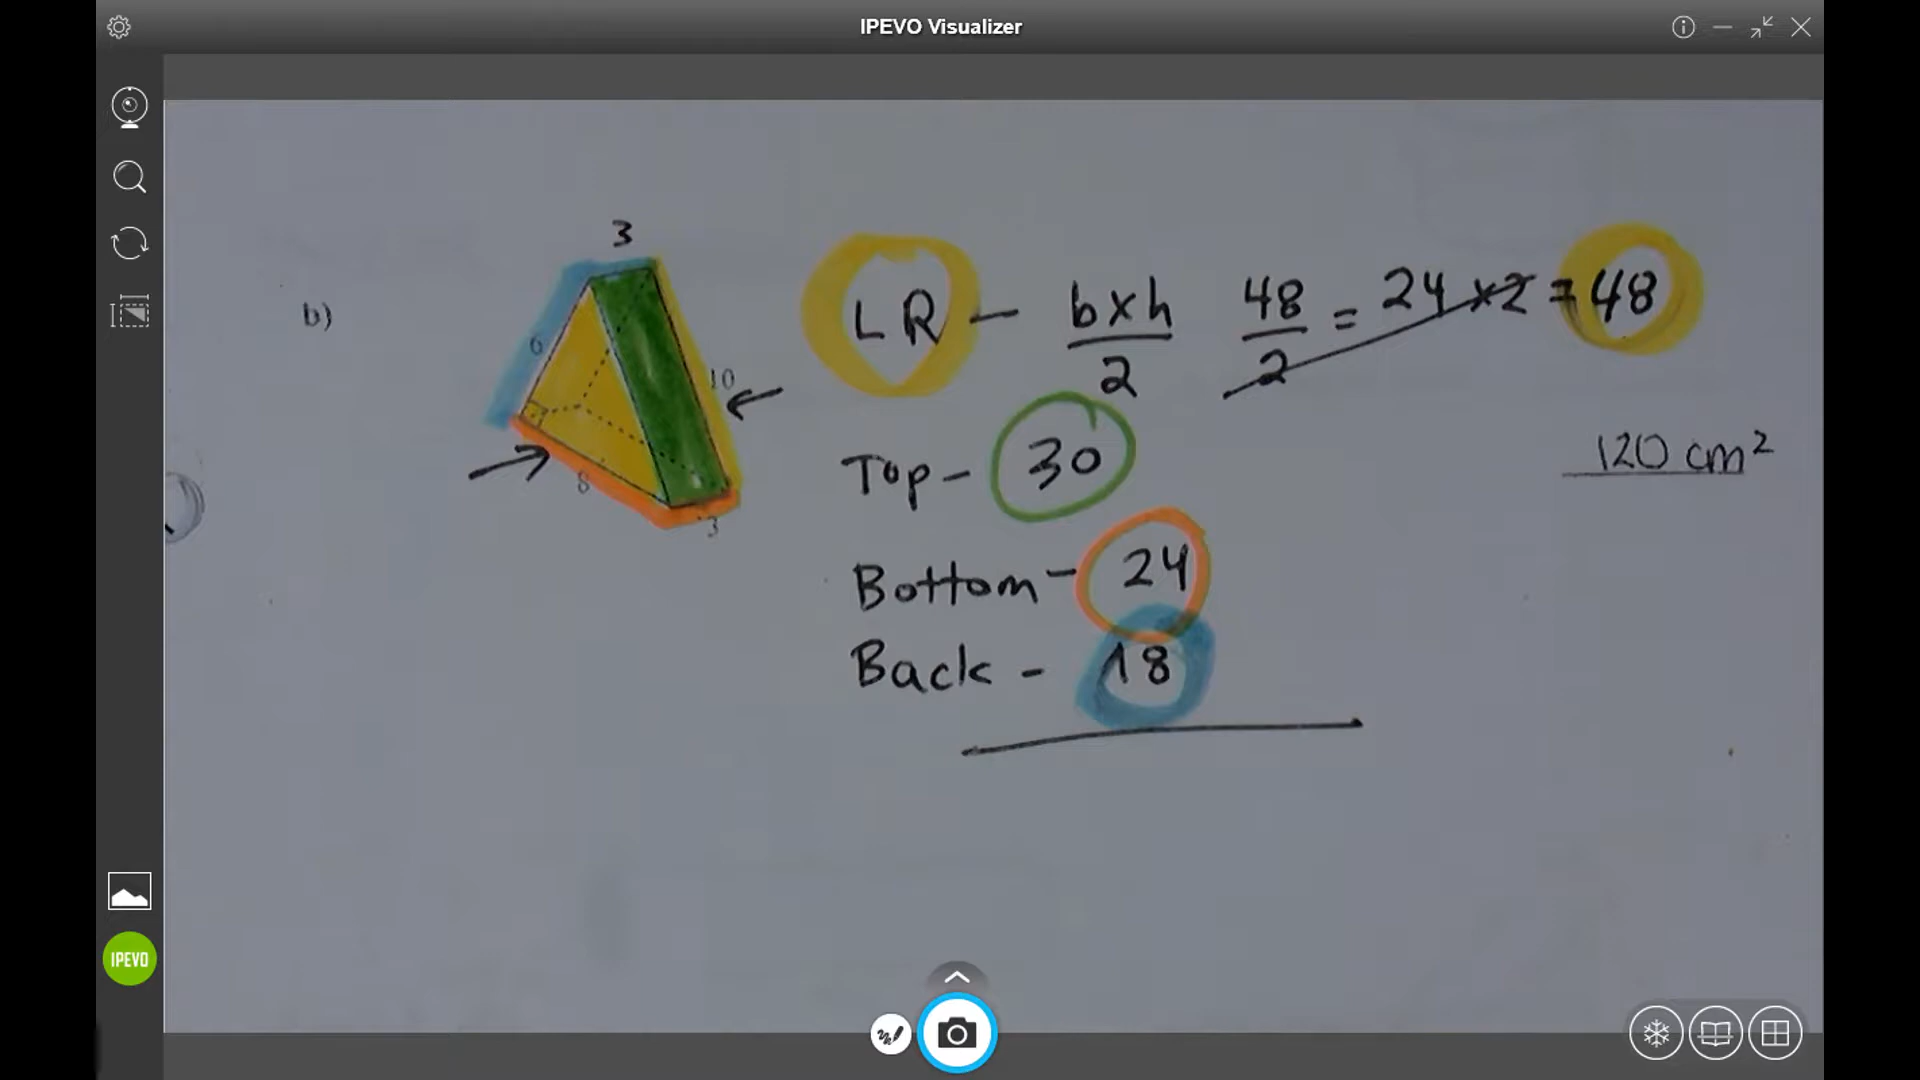 IPEVO Visualizer
b)
3
6
10
8
3
LR - b x h / 2 48 / 2 = 24 x 2 = 48
Top - 30
120 cm²
Bottom - 24
Back - 18
IPEVO